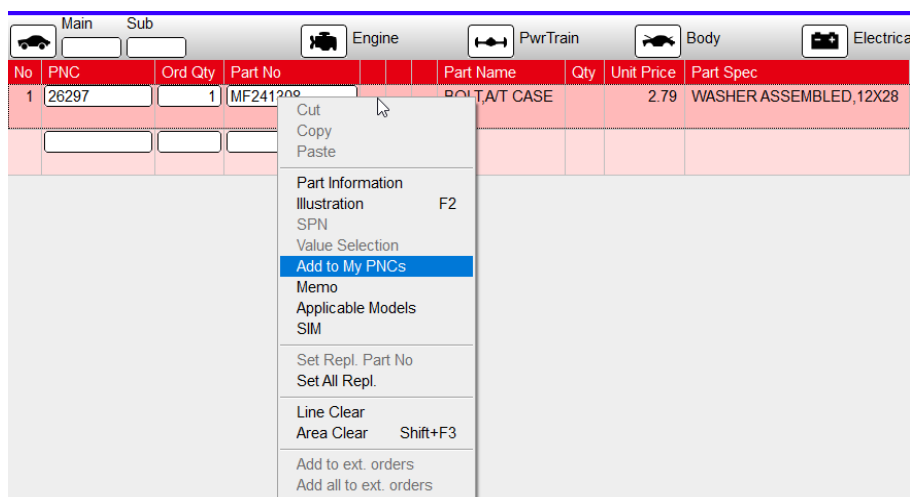 Main Sub
Engine PwrTrain Body Electrica
No PNC Ord Qty Part No Part Name Qty Unit Price Part Spec
1 26297 1 MF241308 BOLT,A/T CASE 2.79 WASHER ASSEMBLED,12X28
Cut
Copy
Paste
Part Information
Illustration F2
SPN
Value Selection
Add to My PNCs
Memo
Applicable Models
SIM
Set Repl. Part No
Set All Repl.
Line Clear
Area Clear Shift+F3
Add to ext. orders
Add all to ext. orders